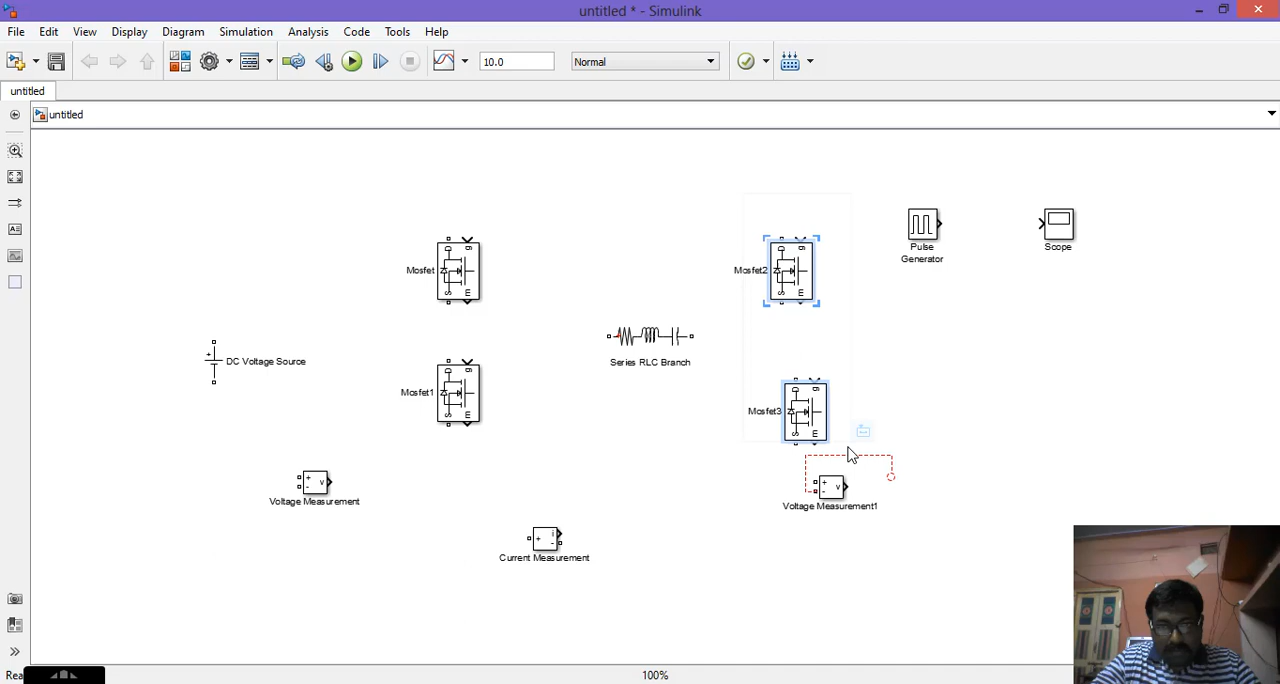 untitled * - Simulink
File Edit View Display Diagram Simulation Analysis Code Tools Help
10.0 Normal
untitled
untitled
Mosfet
D g
S m
Mosfet2
D g
S m
Pulse
Generator
Scope
DC Voltage Source
Series RLC Branch
Mosfet1
D g
S m
Mosfet3
D g
S m
+ - v
Voltage Measurement
+ - v
Voltage Measurement1
+ i -
Current Measurement
Rea
100%